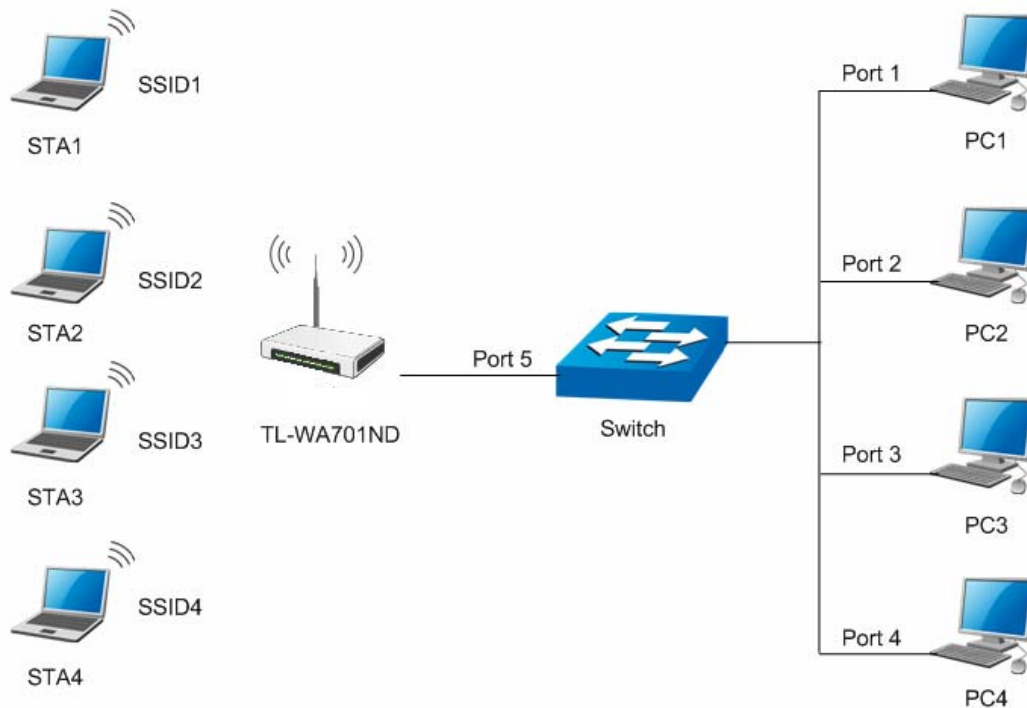 SSID1
STA1
SSID2
STA2
SSID3
STA3
SSID4
STA4
TL-WA701ND
Port 5
Switch
Port 1
PC1
Port 2
PC2
Port 3
PC3
Port 4
PC4